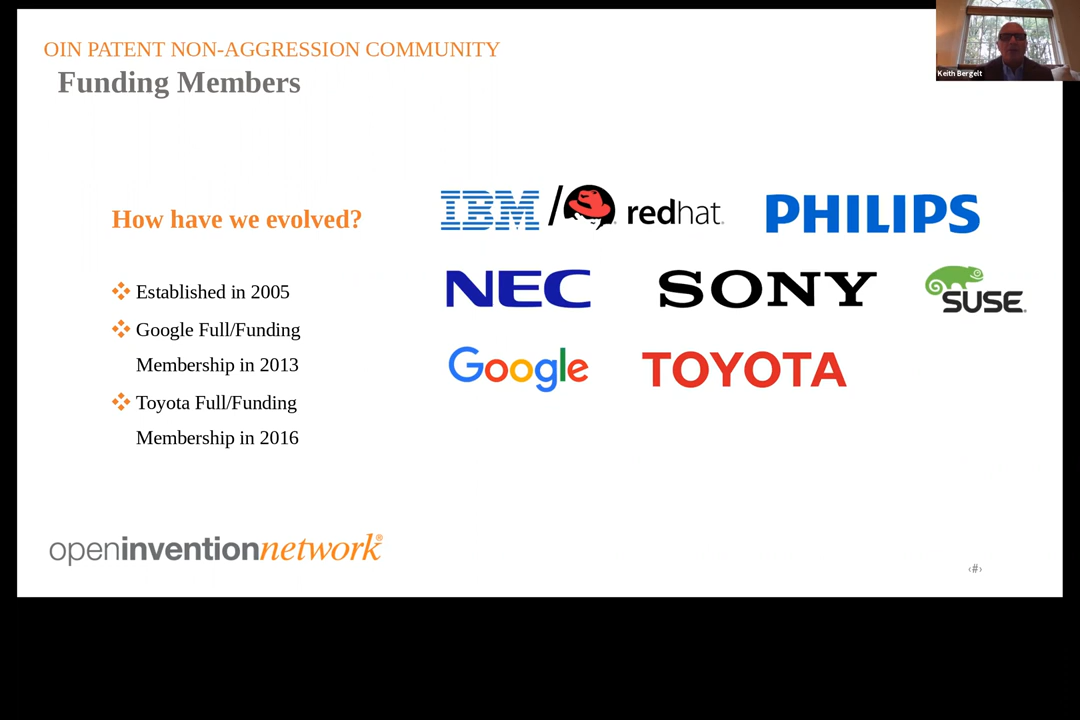 OIN PATENT NON-AGGRESSION COMMUNITY
Funding Members
Keith Bergelt
How have we evolved?
Established in 2005
Google Full/Funding
Membership in 2013
Toyota Full/Funding
Membership in 2016
IBM / redhat.
PHILIPS
NEC
SONY
SUSE.
Google
TOYOTA
openinventionnetwork®
‹#›